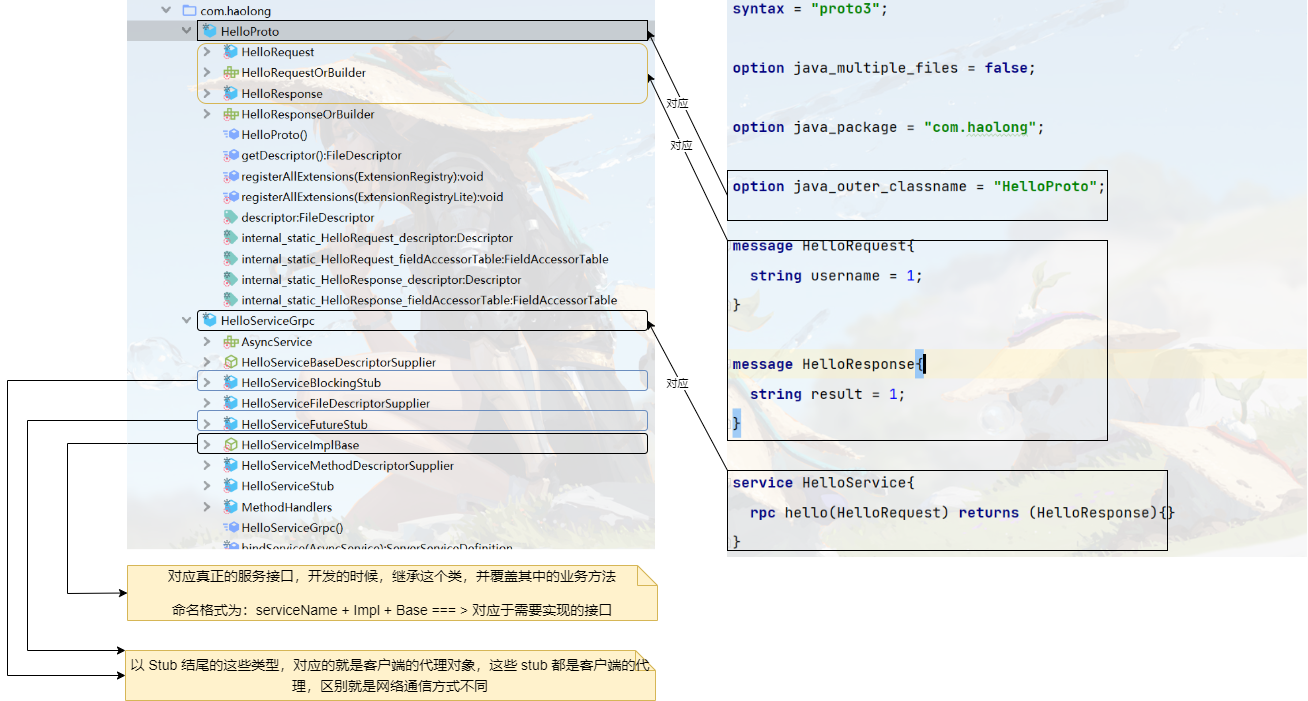 com.haolong
HelloProto
HelloRequest
HelloRequestOrBuilder
HelloResponse
HelloResponseOrBuilder
HelloProto()
getDescriptor():FileDescriptor
registerAllExtensions(ExtensionRegistry):void
registerAllExtensions(ExtensionRegistryLite):void
descriptor:FileDescriptor
internal_static_HelloRequest_descriptor:Descriptor
internal_static_HelloRequest_fieldAccessorTable:FieldAccessorTable
internal_static_HelloResponse_descriptor:Descriptor
internal_static_HelloResponse_fieldAccessorTable:FieldAccessorTable
HelloServiceGrpc
AsyncService
HelloServiceBaseDescriptorSupplier
HelloServiceBlockingStub
HelloServiceFileDescriptorSupplier
HelloServiceFutureStub
HelloServiceImplBase
HelloServiceMethodDescriptorSupplier
HelloServiceStub
MethodHandlers
HelloServiceGrpc()
bindService(AsyncService):ServerServiceDefinition
对应
对应
对应
syntax = "proto3";
option java_multiple_files = false;
option java_package = "com.haolong";
option java_outer_classname = "HelloProto";
message HelloRequest{
string username = 1;
}
message HelloResponse{
string result = 1;
}
service HelloService{
rpc hello(HelloRequest) returns (HelloResponse){}
}
对应真正的服务接口，开发的时候，继承这个类，并覆盖其中的业务方法
命名格式为：serviceName + Impl + Base === > 对应于需要实现的接口
以 Stub 结尾的这些类型，对应的就是客户端的代理对象，这些 stub 都是客户端的代
理，区别就是网络通信方式不同